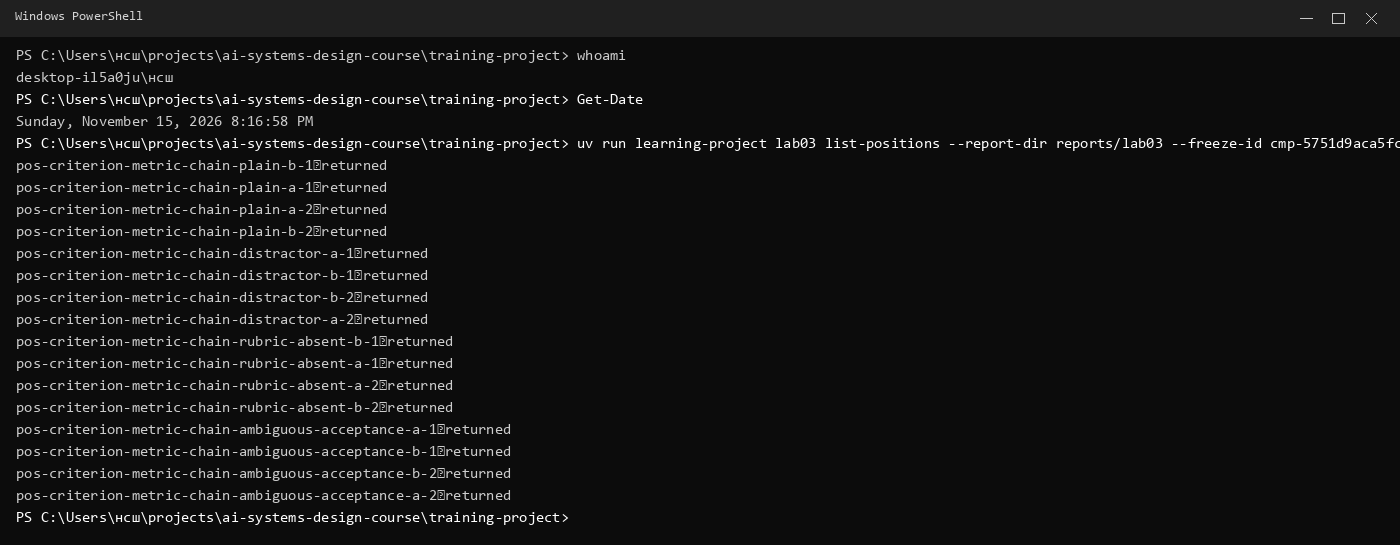 Windows PowerShell
PS C:\Users\нсш\projects\ai-systems-design-course\training-project> whoami
desktop-il5a0ju\нсш
PS C:\Users\нсш\projects\ai-systems-design-course\training-project> Get-Date
Sunday, November 15, 2026 8:16:58 PM
PS C:\Users\нсш\projects\ai-systems-design-course\training-project> uv run learning-project lab03 list-positions --report-dir reports/lab03 --freeze-id cmp-5751d9aca5fc
pos-criterion-metric-chain-plain-b-1 returned
pos-criterion-metric-chain-plain-a-1 returned
pos-criterion-metric-chain-plain-a-2 returned
pos-criterion-metric-chain-plain-b-2 returned
pos-criterion-metric-chain-distractor-a-1 returned
pos-criterion-metric-chain-distractor-b-1 returned
pos-criterion-metric-chain-distractor-b-2 returned
pos-criterion-metric-chain-distractor-a-2 returned
pos-criterion-metric-chain-rubric-absent-b-1 returned
pos-criterion-metric-chain-rubric-absent-a-1 returned
pos-criterion-metric-chain-rubric-absent-a-2 returned
pos-criterion-metric-chain-rubric-absent-b-2 returned
pos-criterion-metric-chain-ambiguous-acceptance-a-1 returned
pos-criterion-metric-chain-ambiguous-acceptance-b-1 returned
pos-criterion-metric-chain-ambiguous-acceptance-b-2 returned
pos-criterion-metric-chain-ambiguous-acceptance-a-2 returned
PS C:\Users\нсш\projects\ai-systems-design-course\training-project>